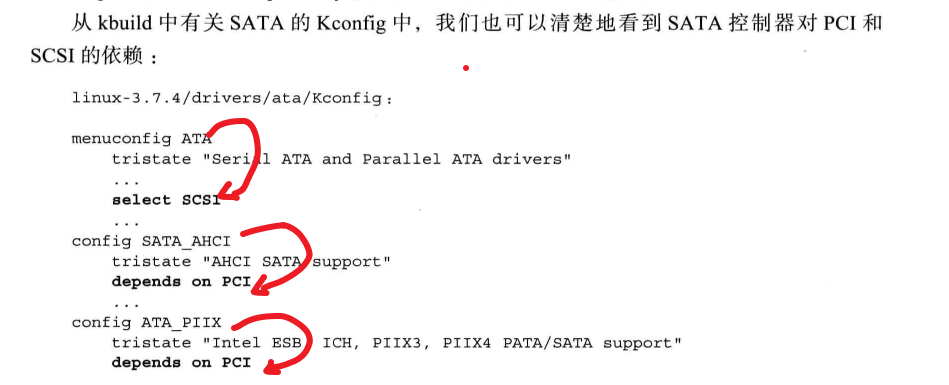 从 kbuild 中有关 SATA 的 Kconfig 中，我们也可以清楚地看到 SATA 控制器对 PCI 和
SCSI 的依赖：
linux-3.7.4/drivers/ata/Kconfig:
menuconfig ATA
tristate "Serial ATA and Parallel ATA drivers"
...
select SCSI
...
config SATA_AHCI
tristate "AHCI SATA support"
depends on PCI
...
config ATA_PIIX
tristate "Intel ESB, ICH, PIIX3, PIIX4 PATA/SATA support"
depends on PCI